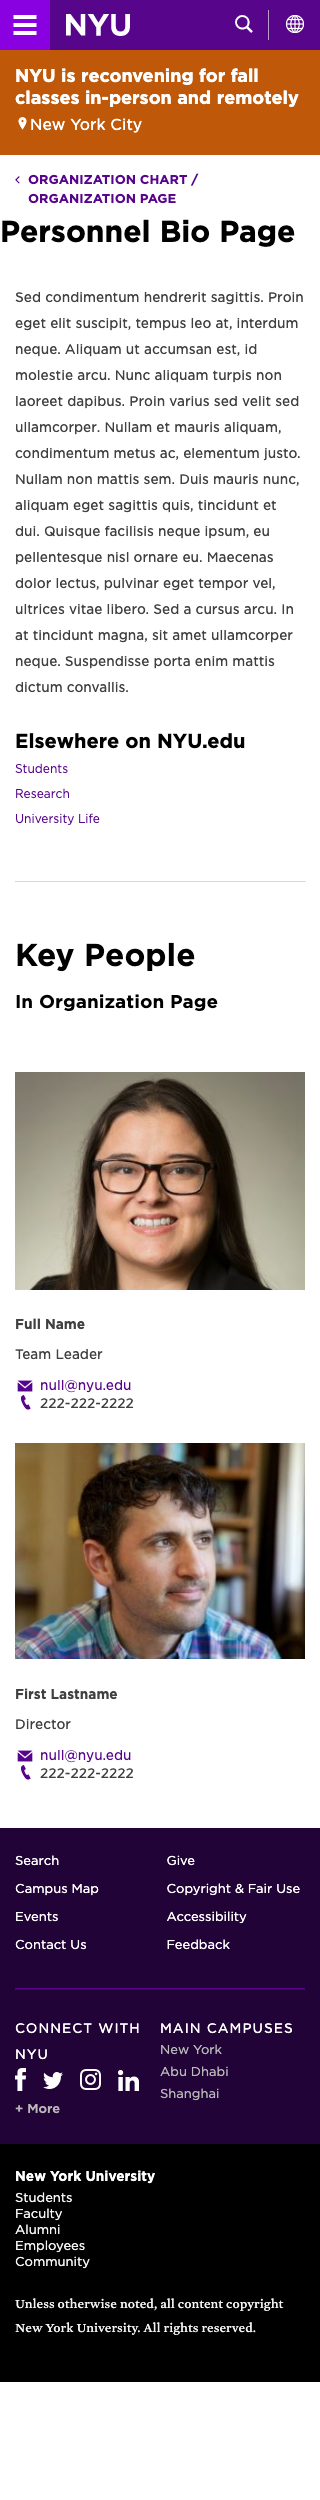 NYU
NYU is reconvening for fall
classes in-person and remotely
New York City
< ORGANIZATION CHART /
ORGANIZATION PAGE
Personnel Bio Page
Sed condimentum hendrerit sagittis. Proin
eget elit suscipit, tempus leo at, interdum
neque. Aliquam ut accumsan est, id
molestie arcu. Nunc aliquam turpis non
laoreet dapibus. Proin varius sed velit sed
ullamcorper. Nullam et mauris aliquam,
condimentum metus ac, elementum justo.
Nullam non mattis sem. Duis mauris nunc,
aliquam eget sagittis quis, tincidunt et
dui. Quisque facilisis neque ipsum, eu
pellentesque nisl ornare eu. Maecenas
dolor lectus, pulvinar eget tempor vel,
ultrices vitae libero. Sed a cursus arcu. In
at tincidunt magna, sit amet ullamcorper
neque. Suspendisse porta enim mattis
dictum convallis.
Elsewhere on NYU.edu
Students
Research
University Life
Key People
In Organization Page
Full Name
Team Leader
null@nyu.edu
222-222-2222
First Lastname
Director
null@nyu.edu
222-222-2222
Search
Campus Map
Events
Contact Us
Give
Copyright & Fair Use
Accessibility
Feedback
CONNECT WITH
NYU
+ More
MAIN CAMPUSES
New York
Abu Dhabi
Shanghai
New York University
Students
Faculty
Alumni
Employees
Community
Unless otherwise noted, all content copyright
New York University. All rights reserved.